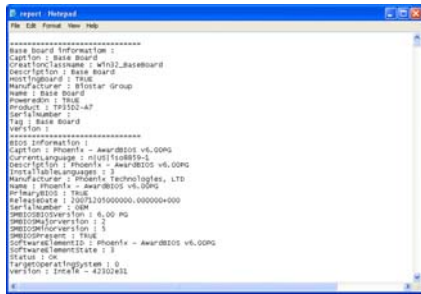 report - Notepad
File Edit Format View Help
==============================
Base board information :
Caption : Base Board
CreationClassName : Win32_BaseBoard
Description : Base Board
HostingBoard : TRUE
Manufacturer : Biostar Group
Name : Base Board
PoweredOn : TRUE
Product : TP35D2-A7
SerialNumber :
Tag : Base Board
Version :
==============================
BIOS Information :
Caption : Phoenix - AwardBIOS v6.00PG
CurrentLanguage : n|US|iso8859-1
Description : Phoenix - AwardBIOS v6.00PG
InstallableLanguages : 3
Manufacturer : Phoenix Technologies, LTD
Name : Phoenix - AwardBIOS v6.00PG
PrimaryBIOS : TRUE
ReleaseDate : 20071205000000.000000+000
SerialNumber : OEM
SMBIOSBIOSVersion : 6.00 PG
SMBIOSMajorVersion : 2
SMBIOSMinorVersion : 5
SMBIOSPresent : TRUE
SoftwareElementID : Phoenix - AwardBIOS v6.00PG
SoftwareElementState : 3
Status : OK
TargetOperatingSystem : 0
Version : IntelR - 42302e31